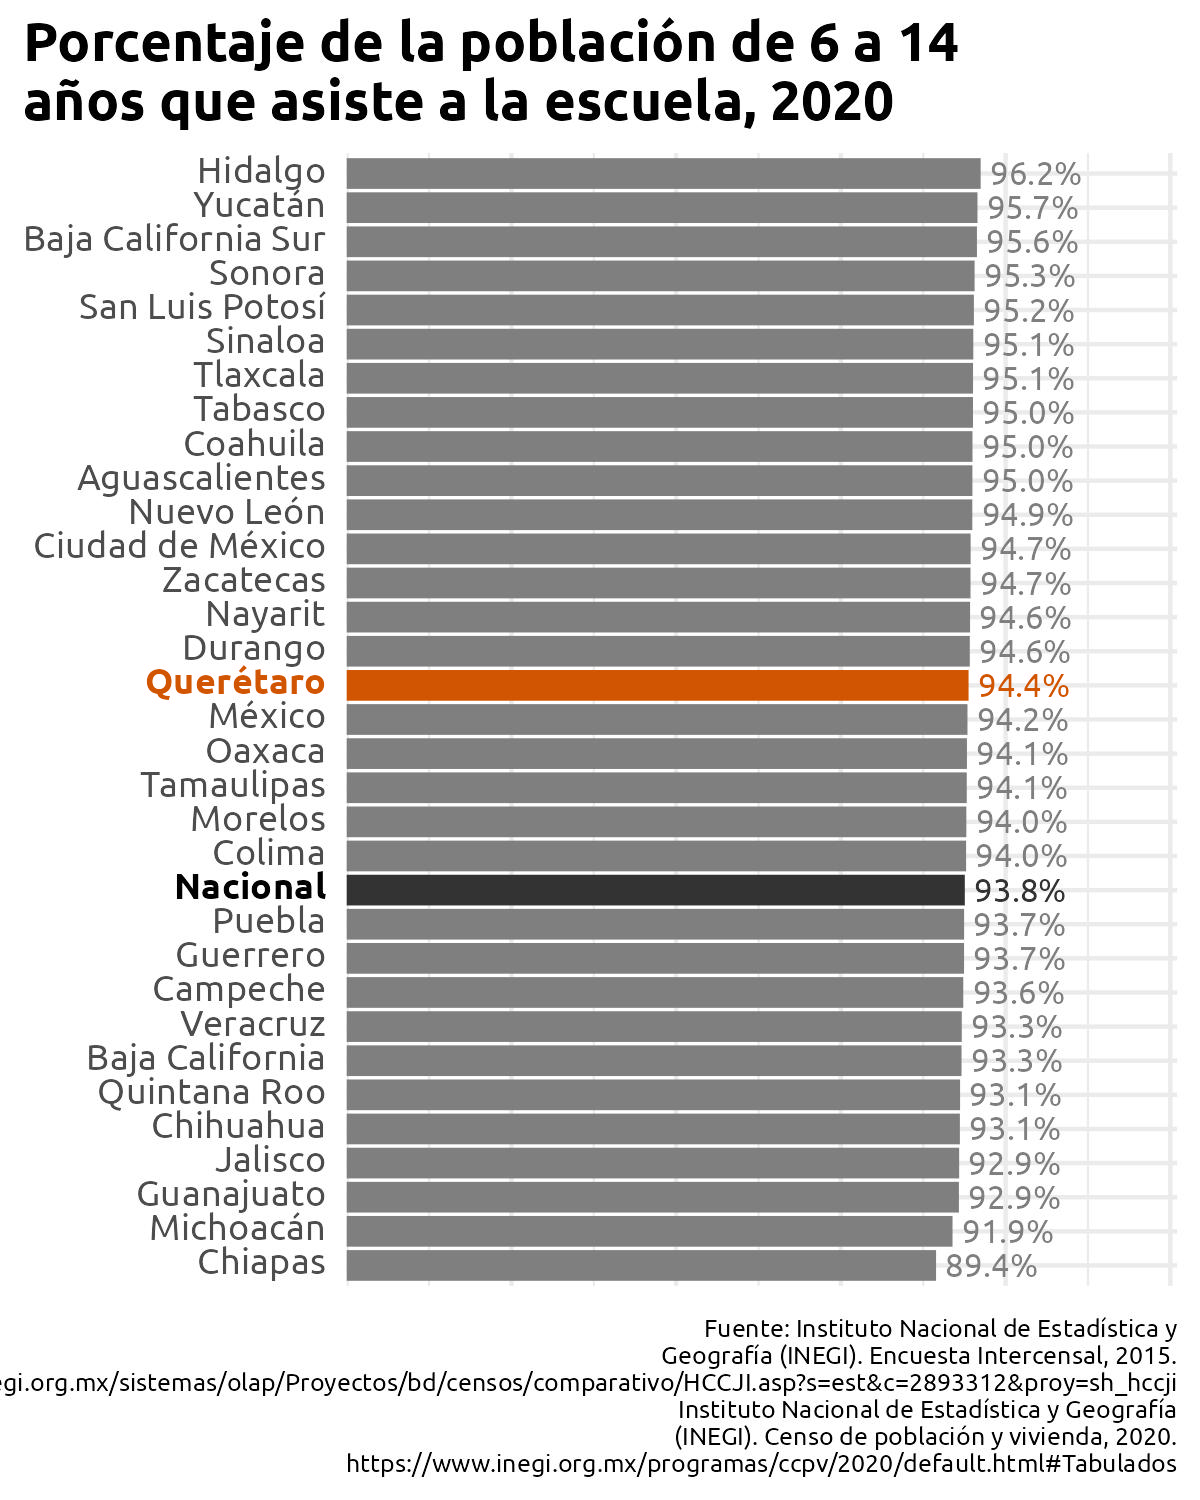 Porcentaje de la población de 6 a 14
años que asiste a la escuela, 2020
Hidalgo 96.2%
Yucatán 95.7%
Baja California Sur 95.6%
Sonora 95.3%
San Luis Potosí 95.2%
Sinaloa 95.1%
Tlaxcala 95.1%
Tabasco 95.0%
Coahuila 95.0%
Aguascalientes 95.0%
Nuevo León 94.9%
Ciudad de México 94.7%
Zacatecas 94.7%
Nayarit 94.6%
Durango 94.6%
Querétaro 94.4%
México 94.2%
Oaxaca 94.1%
Tamaulipas 94.1%
Morelos 94.0%
Colima 94.0%
Nacional 93.8%
Puebla 93.7%
Guerrero 93.7%
Campeche 93.6%
Veracruz 93.3%
Baja California 93.3%
Quintana Roo 93.1%
Chihuahua 93.1%
Jalisco 92.9%
Guanajuato 92.9%
Michoacán 91.9%
Chiapas 89.4%
Fuente: Instituto Nacional de Estadística y
Geografía (INEGI). Encuesta Intercensal, 2015.
egi.org.mx/sistemas/olap/Proyectos/bd/censos/comparativo/HCCJI.asp?s=est&c=2893312&proy=sh_hccji
Instituto Nacional de Estadística y Geografía
(INEGI). Censo de población y vivienda, 2020.
https://www.inegi.org.mx/programas/ccpv/2020/default.html#Tabulados